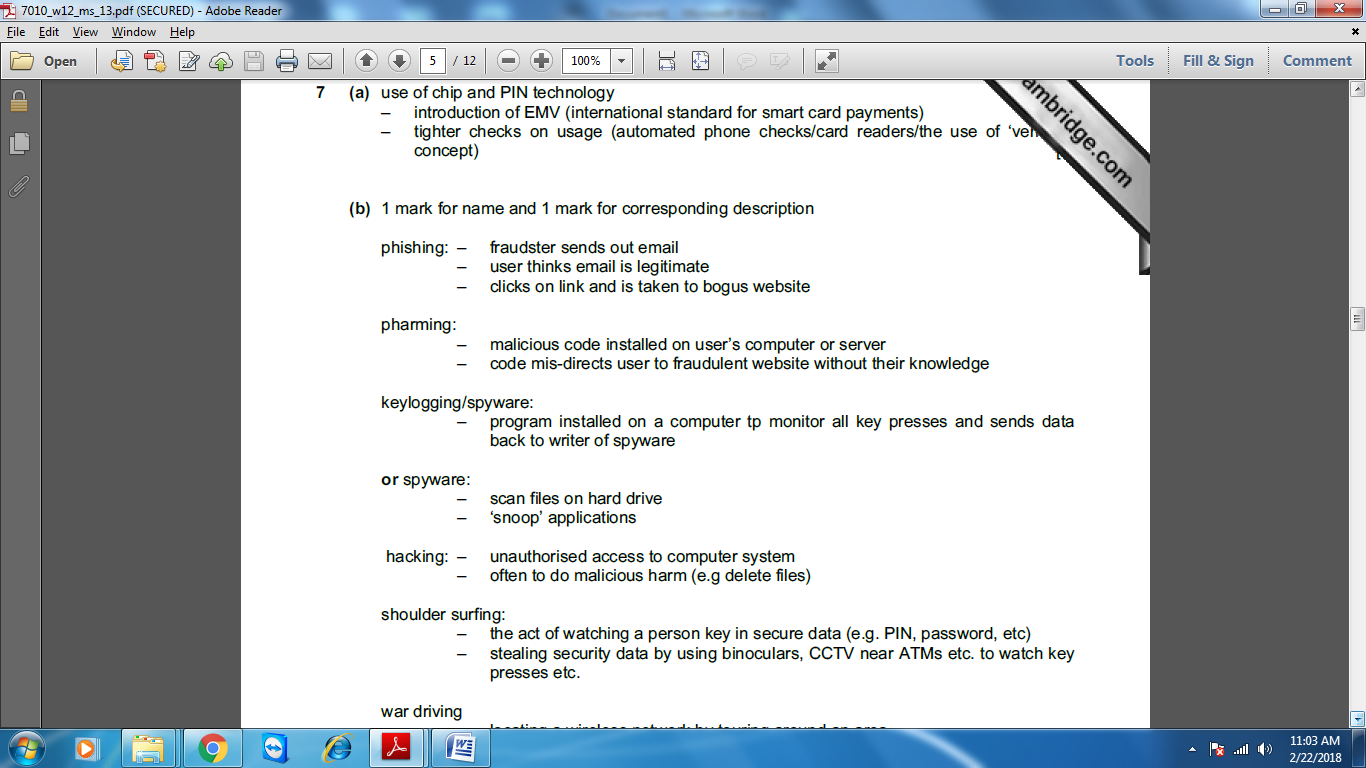 7010_w12_ms_13.pdf (SECURED) - Adobe Reader
File Edit View Window Help
Open 5 / 12 100% Tools Fill & Sign Comment
7 (a) use of chip and PIN technology
– introduction of EMV (international standard for smart card payments)
– tighter checks on usage (automated phone checks/card readers/the use of
concept)
ambridge.com
(b) 1 mark for name and 1 mark for corresponding description
phishing: – fraudster sends out email
– user thinks email is legitimate
– clicks on link and is taken to bogus website
pharming:
– malicious code installed on user's computer or server
– code mis-directs user to fraudulent website without their knowledge
keylogging/spyware:
– program installed on a computer tp monitor all key presses and sends data
back to writer of spyware
or spyware:
– scan files on hard drive
– 'snoop' applications
hacking: – unauthorised access to computer system
– often to do malicious harm (e.g delete files)
shoulder surfing:
– the act of watching a person key in secure data (e.g. PIN, password, etc)
– stealing security data by using binoculars, CCTV near ATMs etc. to watch key
presses etc.
war driving
locating a wireless network by touring around an area
11:03 AM
2/22/2018